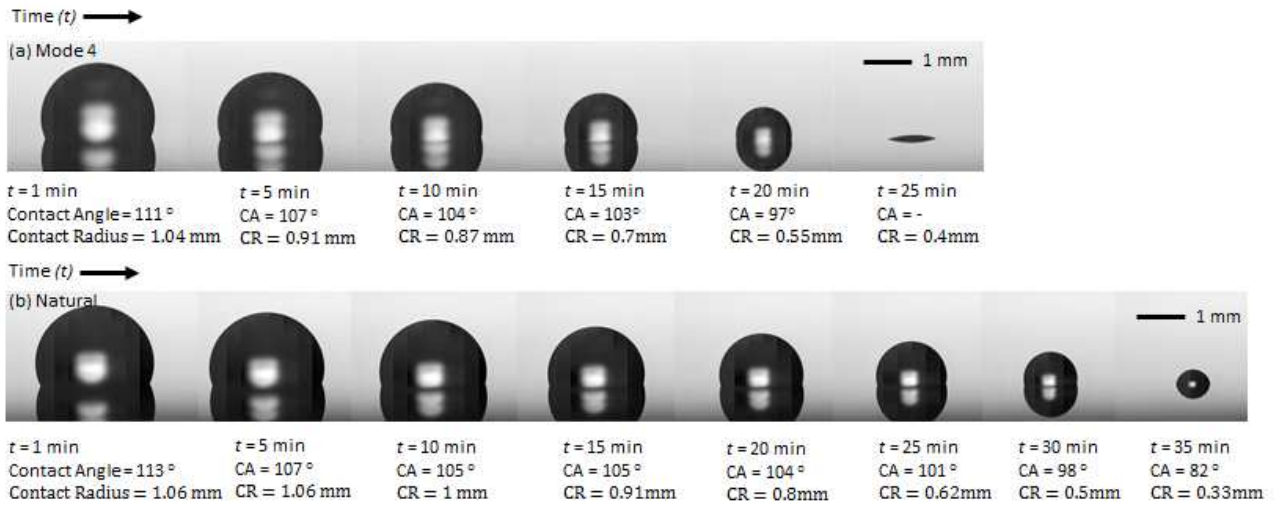 Time (t)
(a) Mode 4
1 mm
t = 1 min
Contact Angle = 111 °
Contact Radius = 1.04 mm
t = 5 min
CA = 107 °
CR = 0.91 mm
t = 10 min
CA = 104 °
CR = 0.87 mm
t = 15 min
CA = 103°
CR = 0.7mm
t = 20 min
CA = 97°
CR = 0.55mm
t = 25 min
CA = -
CR = 0.4mm
Time (t)
(b) Natural
1 mm
t = 1 min
Contact Angle = 113 °
Contact Radius = 1.06 mm
t = 5 min
CA = 107 °
CR = 1.06 mm
t = 10 min
CA = 105 °
CR = 1 mm
t = 15 min
CA = 105 °
CR = 0.91mm
t = 20 min
CA = 104 °
CR = 0.8mm
t = 25 min
CA = 101 °
CR = 0.62mm
t = 30 min
CA = 98 °
CR = 0.5mm
t = 35 min
CA = 82 °
CR = 0.33mm